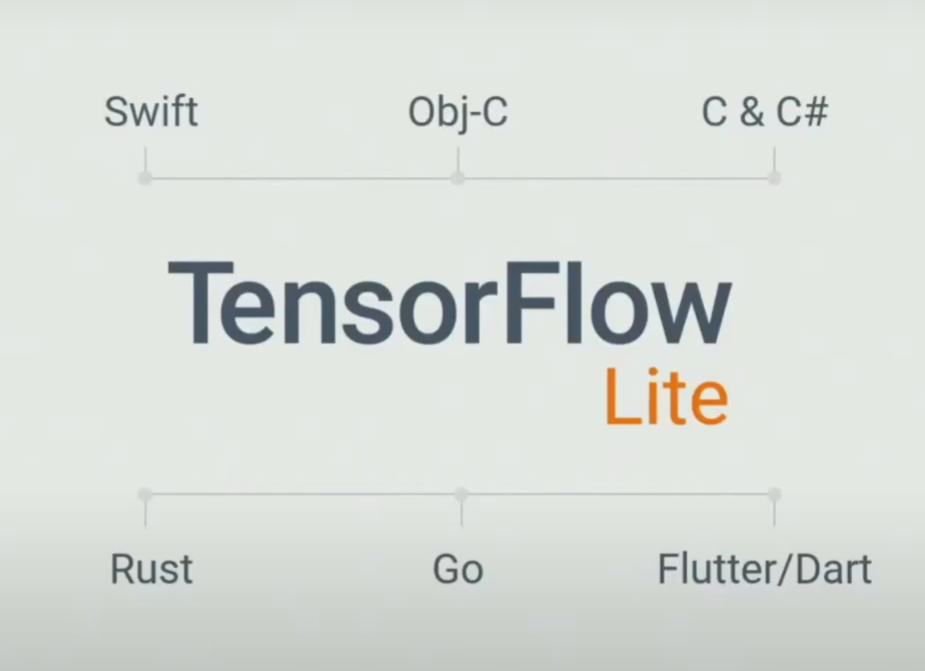 Swift Obj-C C & C#
TensorFlow
Lite
Rust Go Flutter/Dart